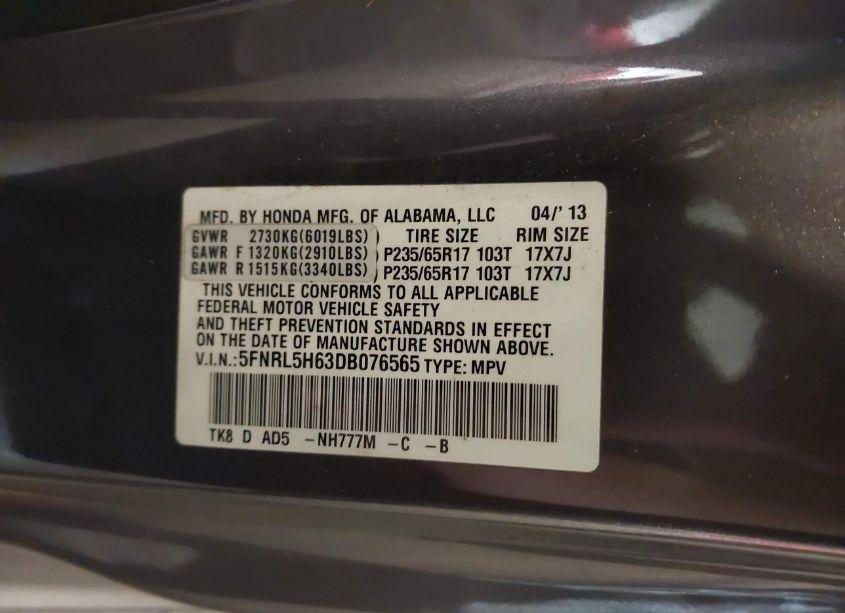 MFD. BY HONDA MFG. OF ALABAMA, LLC 04/' 13
GVWR 2730KG(6019LBS) TIRE SIZE RIM SIZE
GAWR F 1320KG(2910LBS) P235/65R17 103T 17X7J
GAWR R 1515KG(3340LBS) P235/65R17 103T 17X7J
THIS VEHICLE CONFORMS TO ALL APPLICABLE
FEDERAL MOTOR VEHICLE SAFETY
AND THEFT PREVENTION STANDARDS IN EFFECT
ON THE DATE OF MANUFACTURE SHOWN ABOVE.
V.I.N.: 5FNRL5H63DB076565 TYPE: MPV
TK8 D AD5 -NH777M -C -B